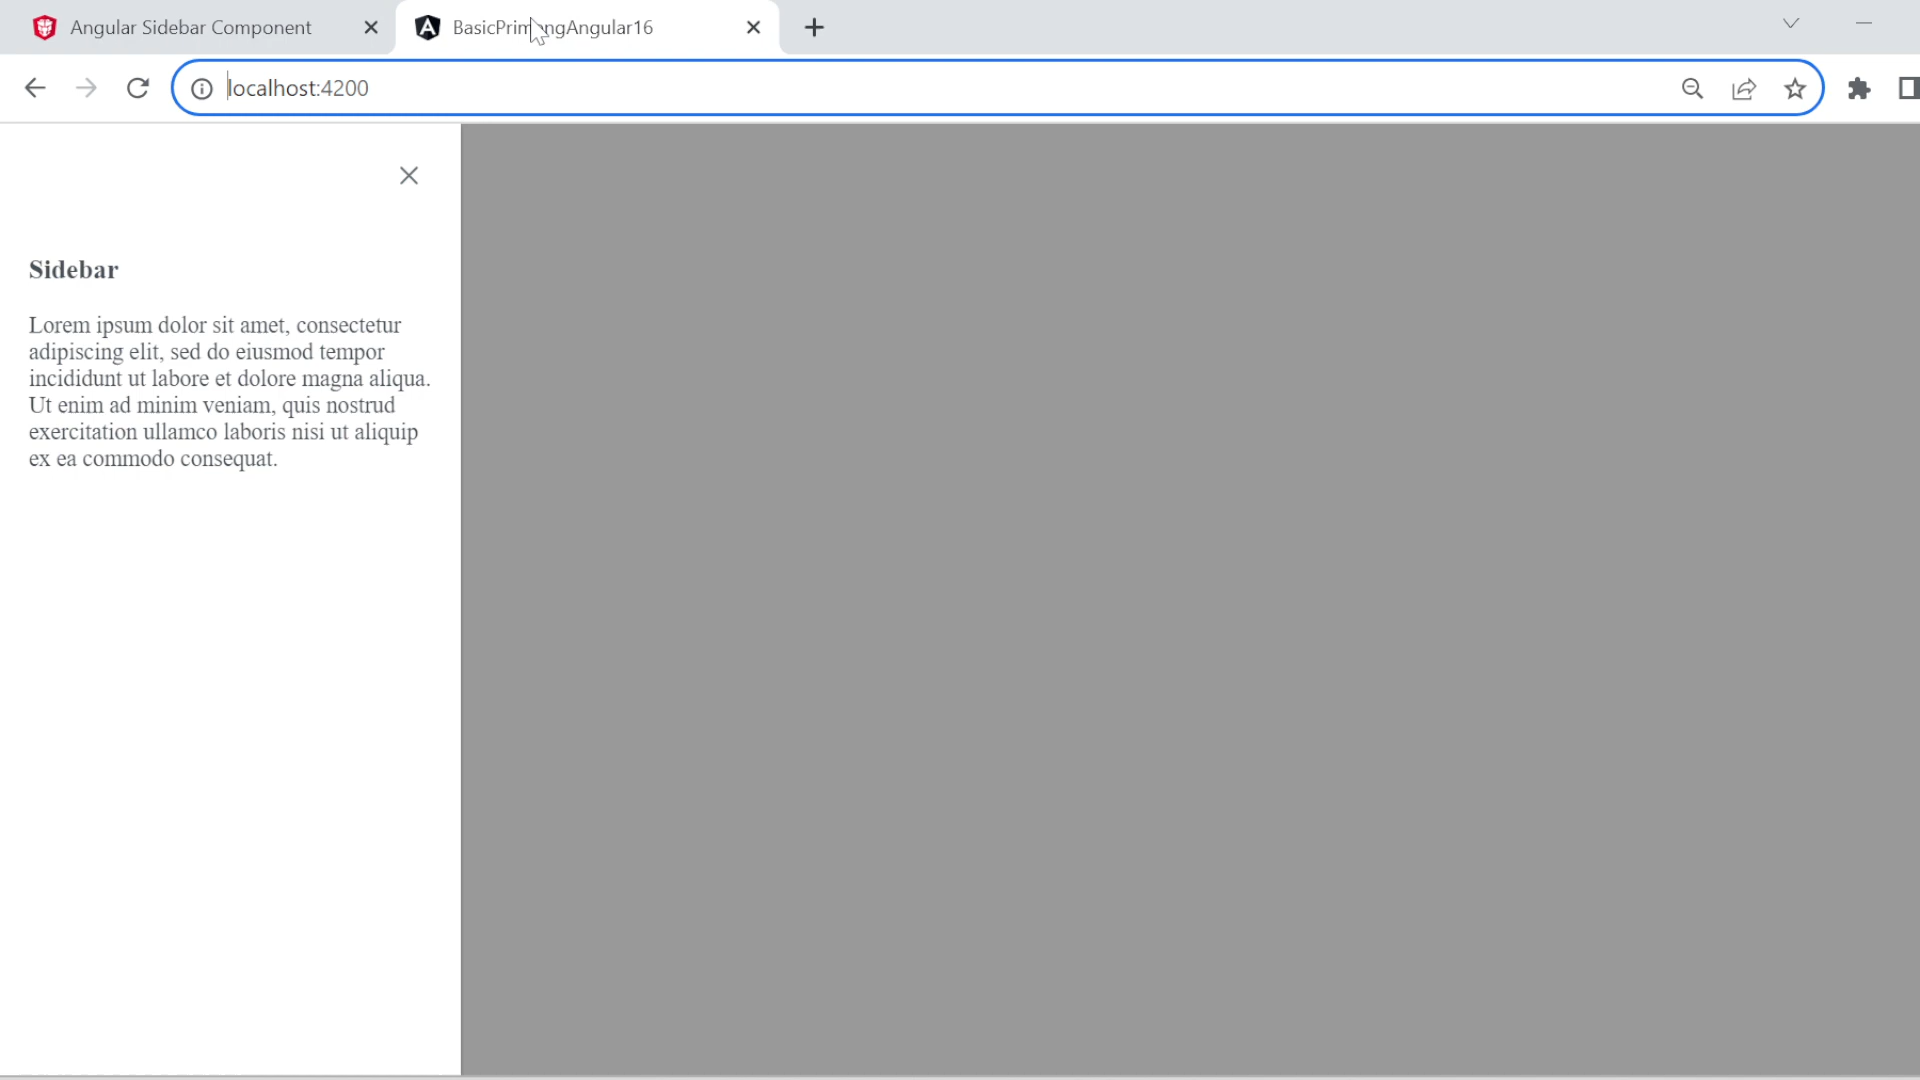 Angular Sidebar Component
BasicPrimengAngular16
localhost:4200
Sidebar
Lorem ipsum dolor sit amet, consectetur
adipiscing elit, sed do eiusmod tempor
incididunt ut labore et dolore magna aliqua.
Ut enim ad minim veniam, quis nostrud
exercitation ullamco laboris nisi ut aliquip
ex ea commodo consequat.